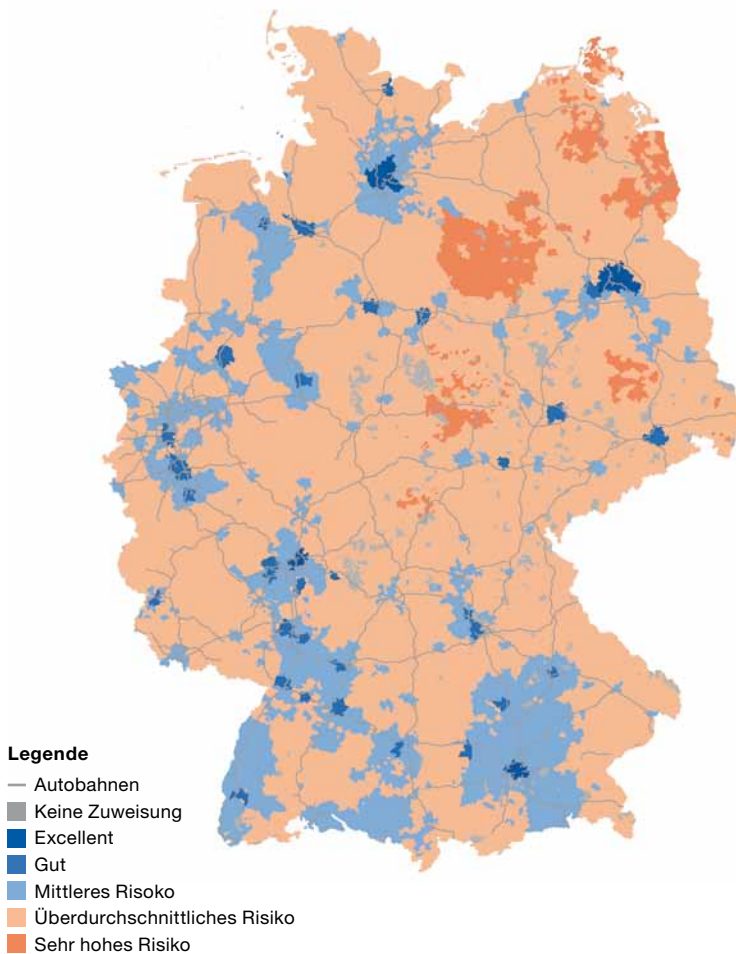 Legende
Autobahnen
Keine Zuweisung
Excellent
Gut
Mittleres Risoko
Überdurchschnittliches Risiko
Sehr hohes Risiko